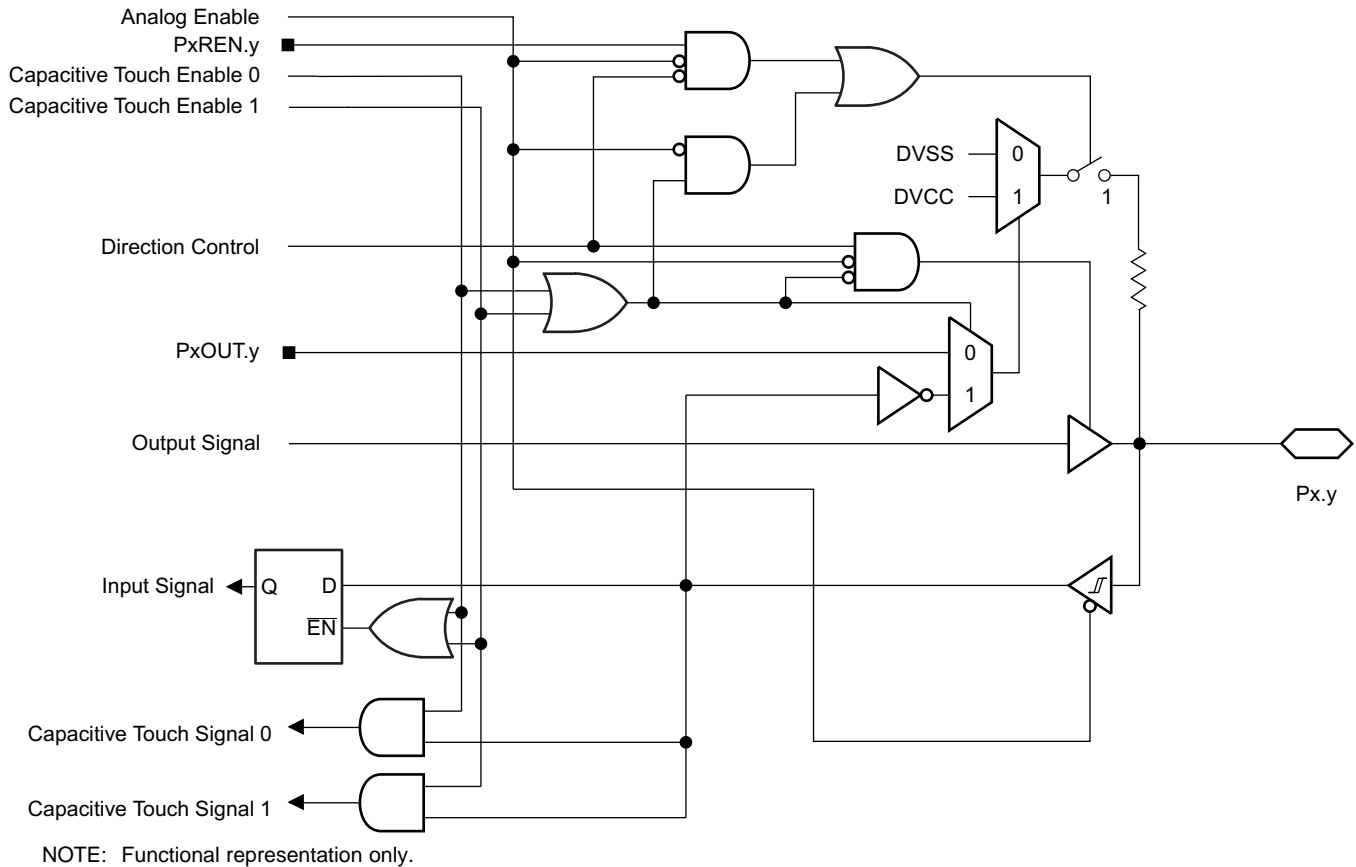 Analog Enable
PxREN.y
Capacitive Touch Enable 0
Capacitive Touch Enable 1
DVSS
0
DVCC
1
1
Direction Control
PxOUT.y
0
1
Output Signal
Px.y
Input Signal
Q
D
EN
Capacitive Touch Signal 0
Capacitive Touch Signal 1
NOTE: Functional representation only.